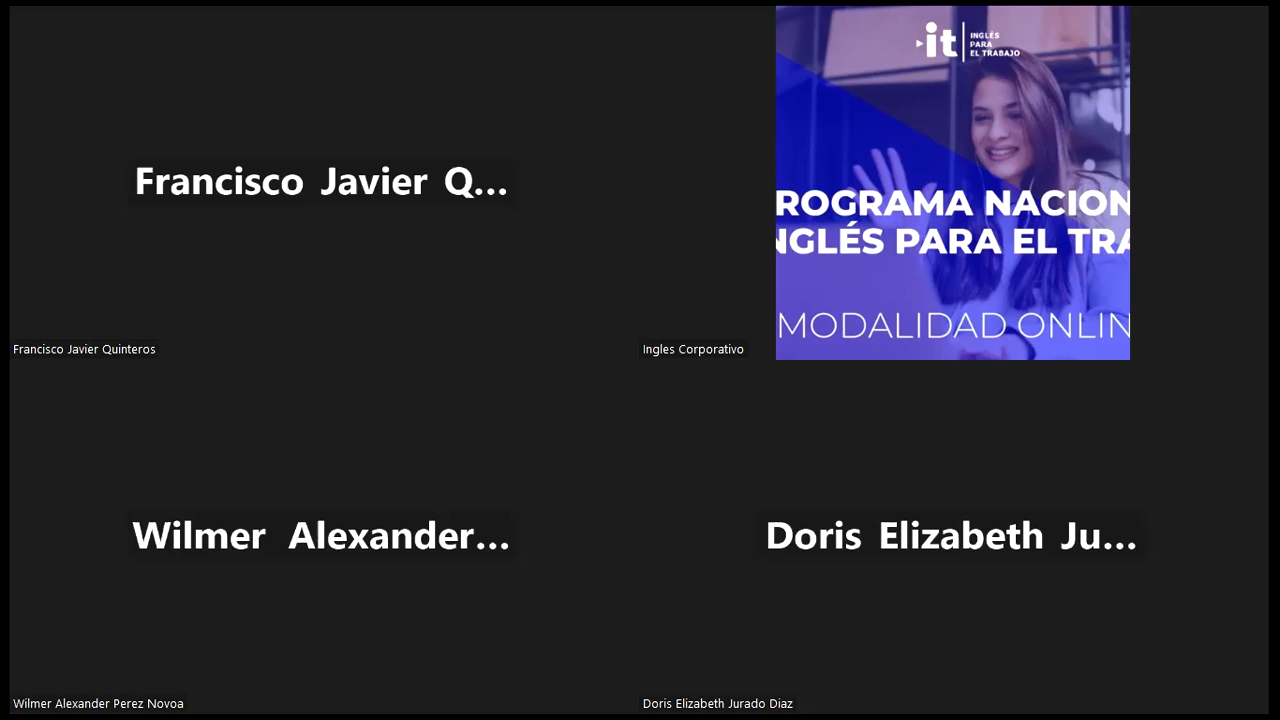 Francisco Javier Q...
Francisco Javier Quinteros
it INGLÉS
PARA
EL TRABAJO
ROGRAMA NACION
NGLÉS PARA EL TRA
MODALIDAD ONLIN
Ingles Corporativo
Wilmer Alexander...
Wilmer Alexander Perez Novoa
Doris Elizabeth Ju...
Doris Elizabeth Jurado Diaz